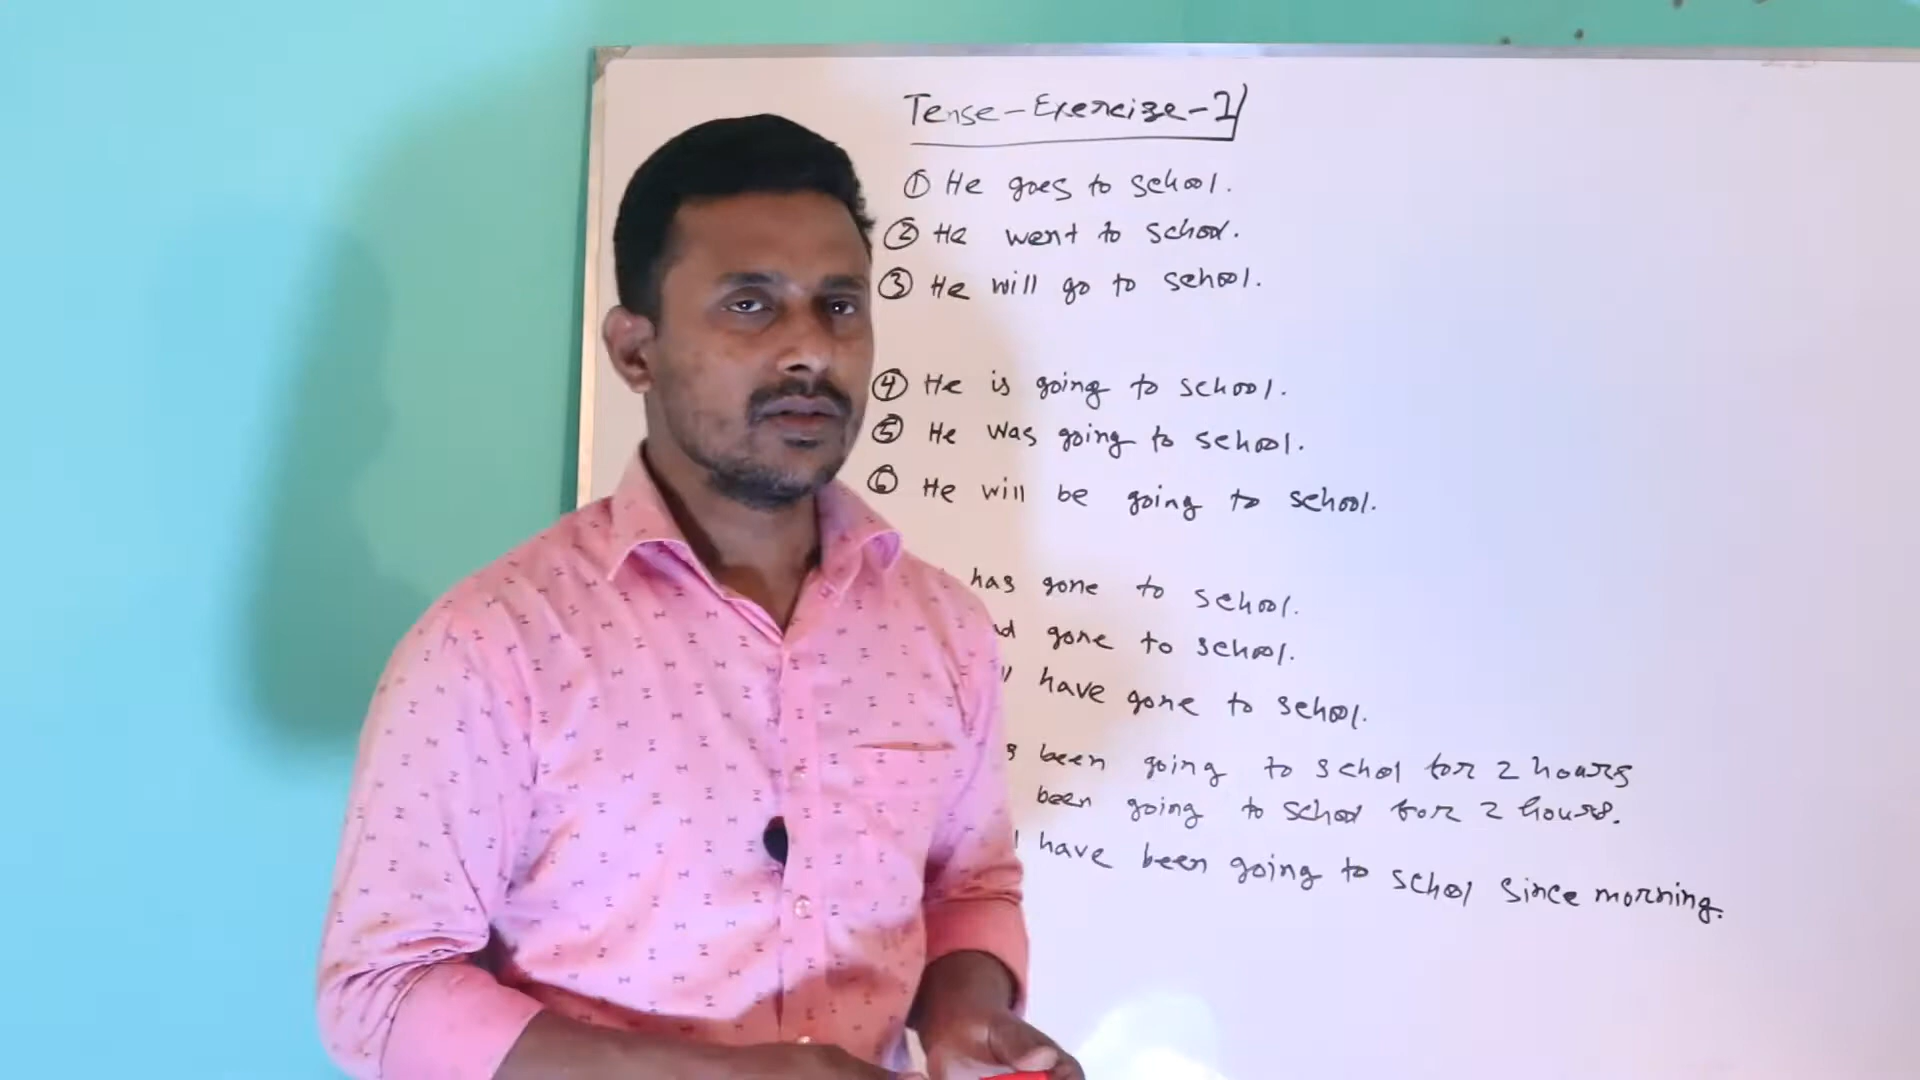 Tense-Exercise-1
① He goes to school.
② He went to school.
③ He will go to school.
④ He is going to school.
⑤ He was going to school.
⑥ He will be going to school.
has gone to school.
gone to school.
have gone to school.
been going to school for 2 hours
been going to school for 2 hours.
have been going to school since morning.